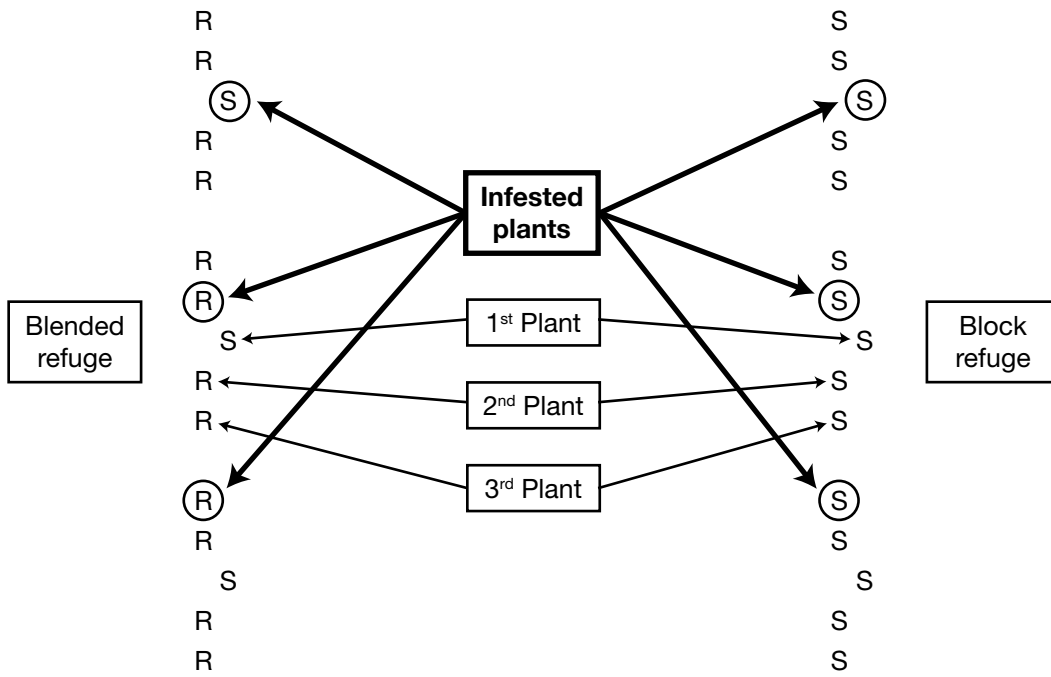 R S
R S
S S
R S
R S
Infested
plants
R S
R S
Blended
refuge
1st Plant
Block
refuge
S S
R S
2nd Plant
R S
3rd Plant
R S
R S
S S
R S
R S